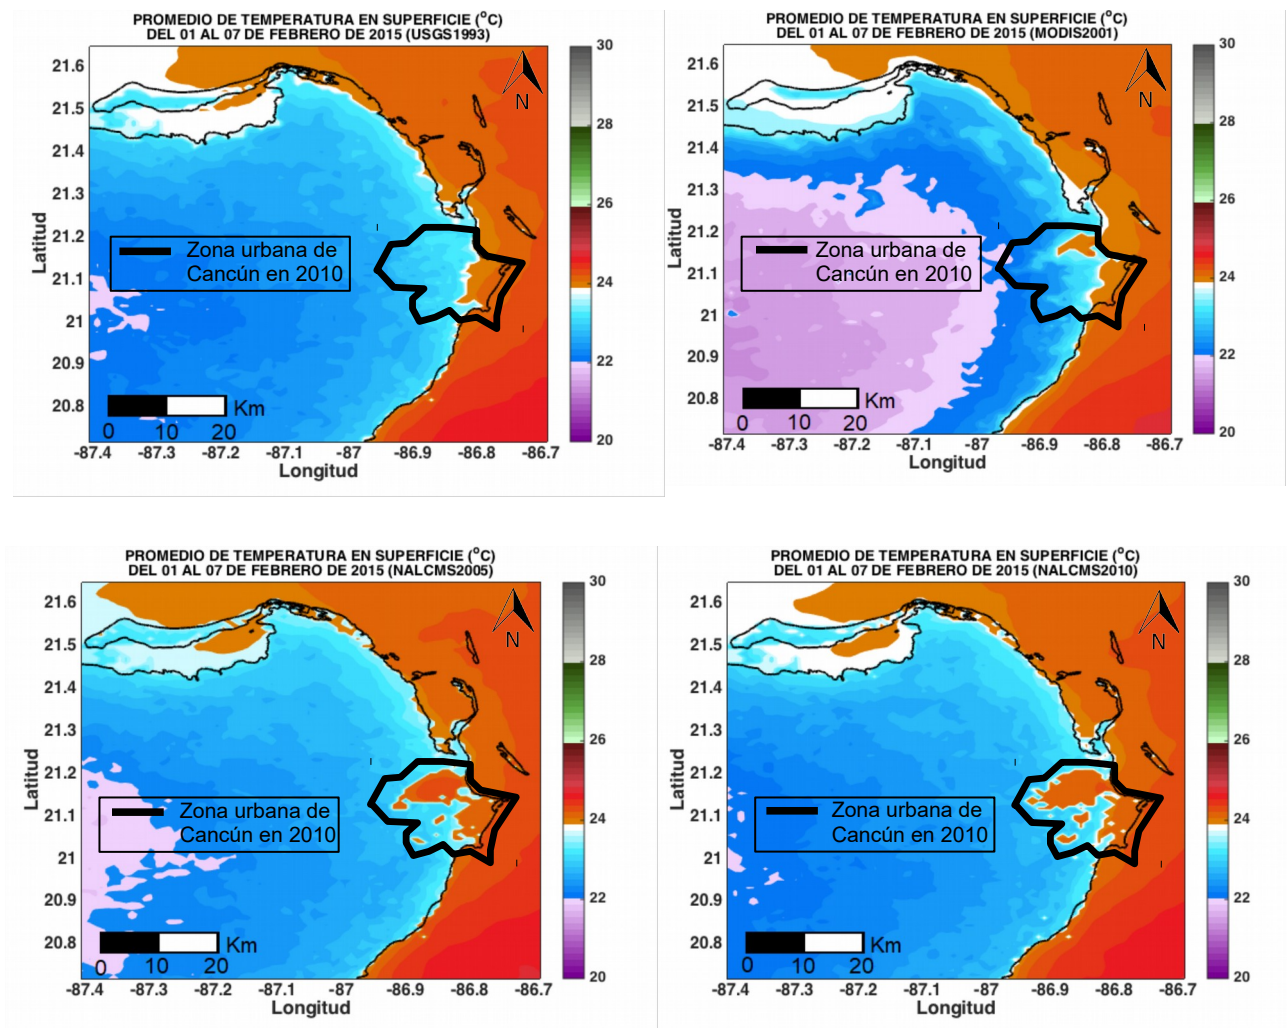 PROMEDIO DE TEMPERATURA EN SUPERFICIE (°C)
DEL 01 AL 07 DE FEBRERO DE 2015 (USGS1993)
21.6
21.5
21.4
21.3
21.2
21.1
21
20.9
20.8
Latitud
N
Zona urbana de
Cancún en 2010
Km
0 10 20
-87.4 -87.3 -87.2 -87.1 -87 -86.9 -86.8 -86.7
Longitud
30
28
26
24
22
20
PROMEDIO DE TEMPERATURA EN SUPERFICIE (°C)
DEL 01 AL 07 DE FEBRERO DE 2015 (MODIS2001)
21.6
21.5
21.4
21.3
21.2
21.1
21
20.9
20.8
Latitud
N
Zona urbana de
Cancún en 2010
Km
0 10 20
-87.4 -87.3 -87.2 -87.1 -87 -86.9 -86.8 -86.7
Longitud
30
28
26
24
22
20
PROMEDIO DE TEMPERATURA EN SUPERFICIE (°C)
DEL 01 AL 07 DE FEBRERO DE 2015 (NALCMS2005)
21.6
21.5
21.4
21.3
21.2
21.1
21
20.9
20.8
Latitud
N
Zona urbana de
Cancún en 2010
Km
0 10 20
-87.4 -87.3 -87.2 -87.1 -87 -86.9 -86.8 -86.7
Longitud
30
28
26
24
22
20
PROMEDIO DE TEMPERATURA EN SUPERFICIE (°C)
DEL 01 AL 07 DE FEBRERO DE 2015 (NALCMS2010)
21.6
21.5
21.4
21.3
21.2
21.1
21
20.9
20.8
Latitud
N
Zona urbana de
Cancún en 2010
Km
0 10 20
-87.4 -87.3 -87.2 -87.1 -87 -86.9 -86.8 -86.7
Longitud
30
28
26
24
22
20